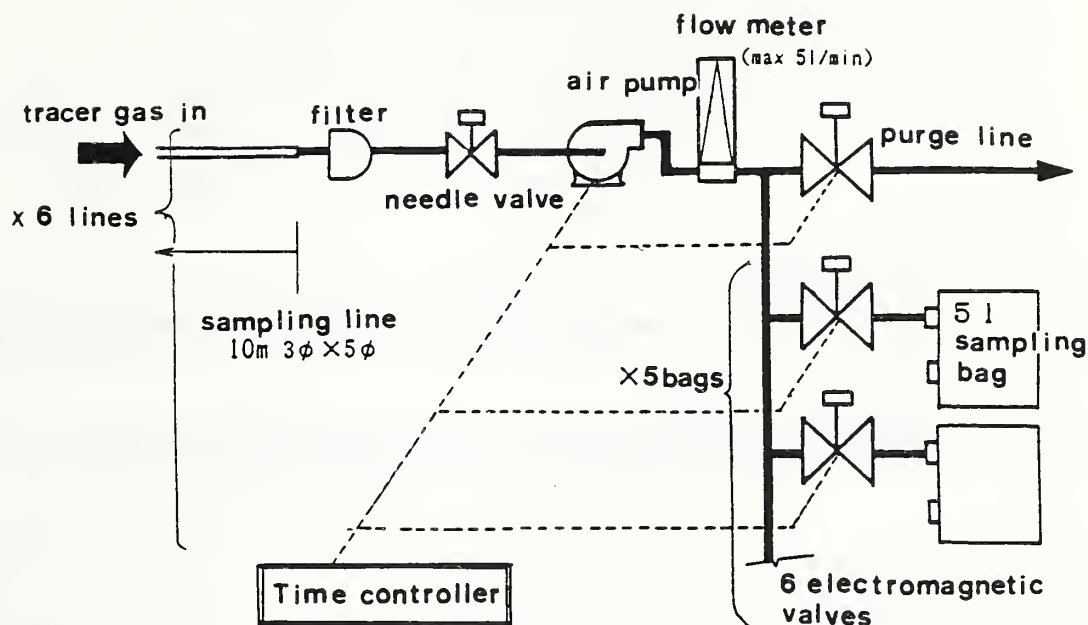 flow meter
(max 5l/min)
air pump
tracer gas in
filter
purge line
needle valve
x 6 lines
sampling line
10m 3φ×5φ
5 l
sampling
bag
×5bags
Time controller
6 electromagnetic
valves